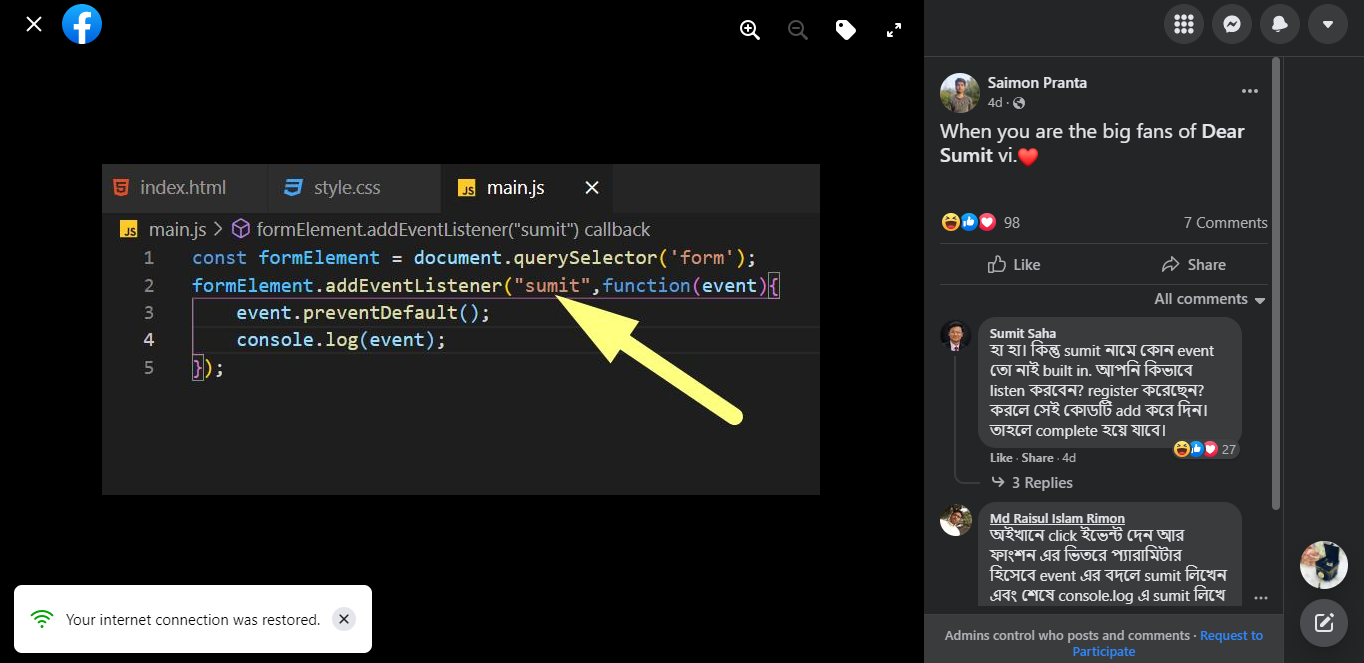 index.html
style.css
JS main.js
JS main.js > formElement.addEventListener("sumit") callback
1 const formElement = document.querySelector('form');
2 formElement.addEventListener("sumit",function(event){
3 event.preventDefault();
4 console.log(event);
5 });
Your internet connection was restored.
Saimon Pranta
4d ·
When you are the big fans of Dear
Sumit vi.❤️
98
7 Comments
Like
Share
All comments
Sumit Saha
হা হা। কিন্তু sumit নামে কোন event
তো নাই built in. আপনি কিভাবে
listen করবেন? register করেছেন?
করলে সেই কোডটি add করে দিন।
তাহলে complete হয়ে যাবে।
27
Like · Share · 4d
3 Replies
Md Raisul Islam Rimon
অইখানে click ইভেন্ট দেন আর
ফাংশন এর ভিতরে প্যারামিটার
হিসেবে event এর বদলে sumit লিখেন
এবং শেষে console.log এ sumit লিখে
Admins control who posts and comments · Request to
Participate